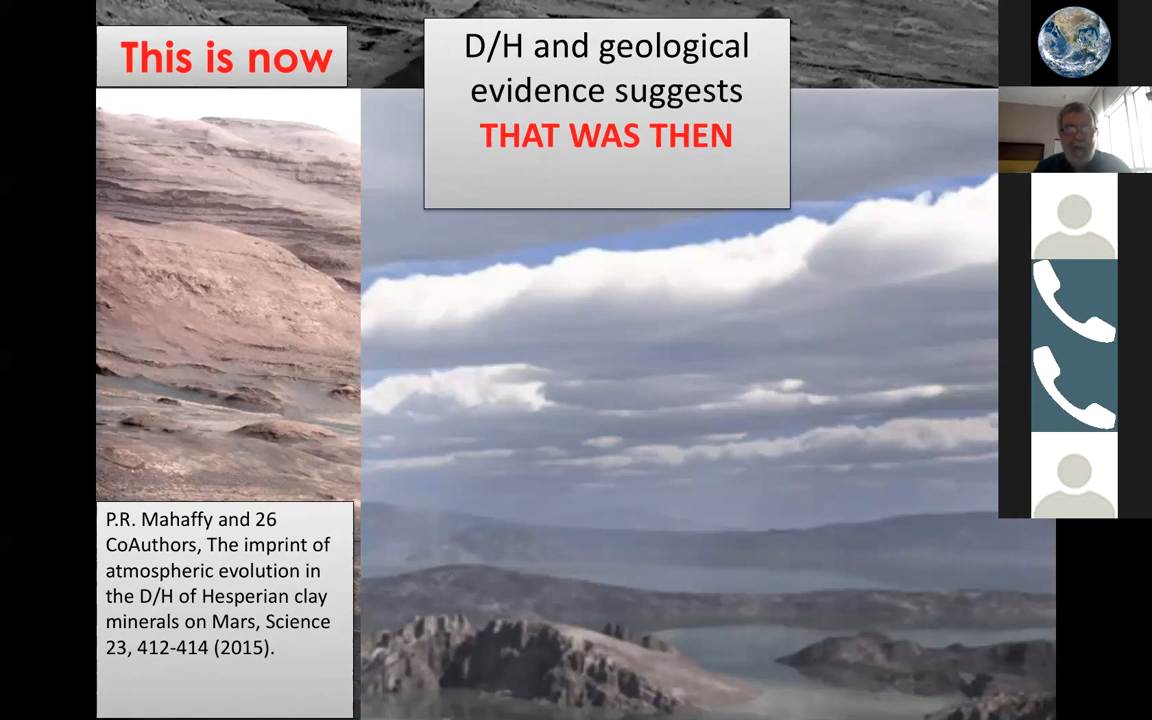 This is now
D/H and geological
evidence suggests
THAT WAS THEN
P.R. Mahaffy and 26
CoAuthors, The imprint of
atmospheric evolution in
the D/H of Hesperian clay
minerals on Mars, Science
23, 412-414 (2015).